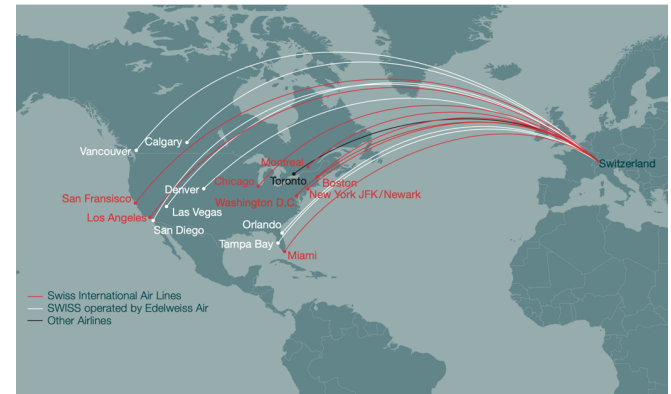 Calgary
Vancouver
Montreal
Switzerland
Chicago
Toronto
Boston
Denver
New York JFK/Newark
San Fransisco
Washington D.C.
Las Vegas
Los Angeles
San Diego
Orlando
Tampa Bay
Miami
Swiss International Air Lines
SWISS operated by Edelweiss Air
Other Airlines